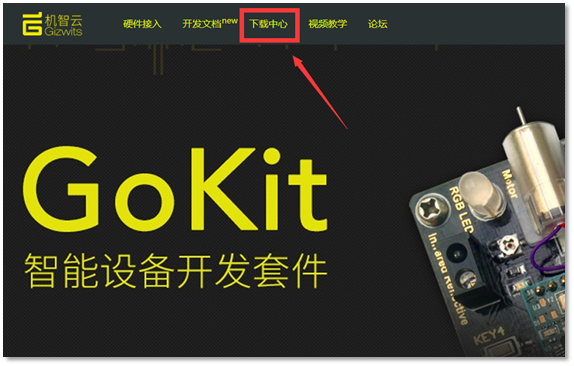 机智云
Gizwits
硬件接入 开发文档new 下载中心 视频教学 论坛
GoKit
智能设备开发套件
Motor
RGB LED
Infrared Reflective
KEY4